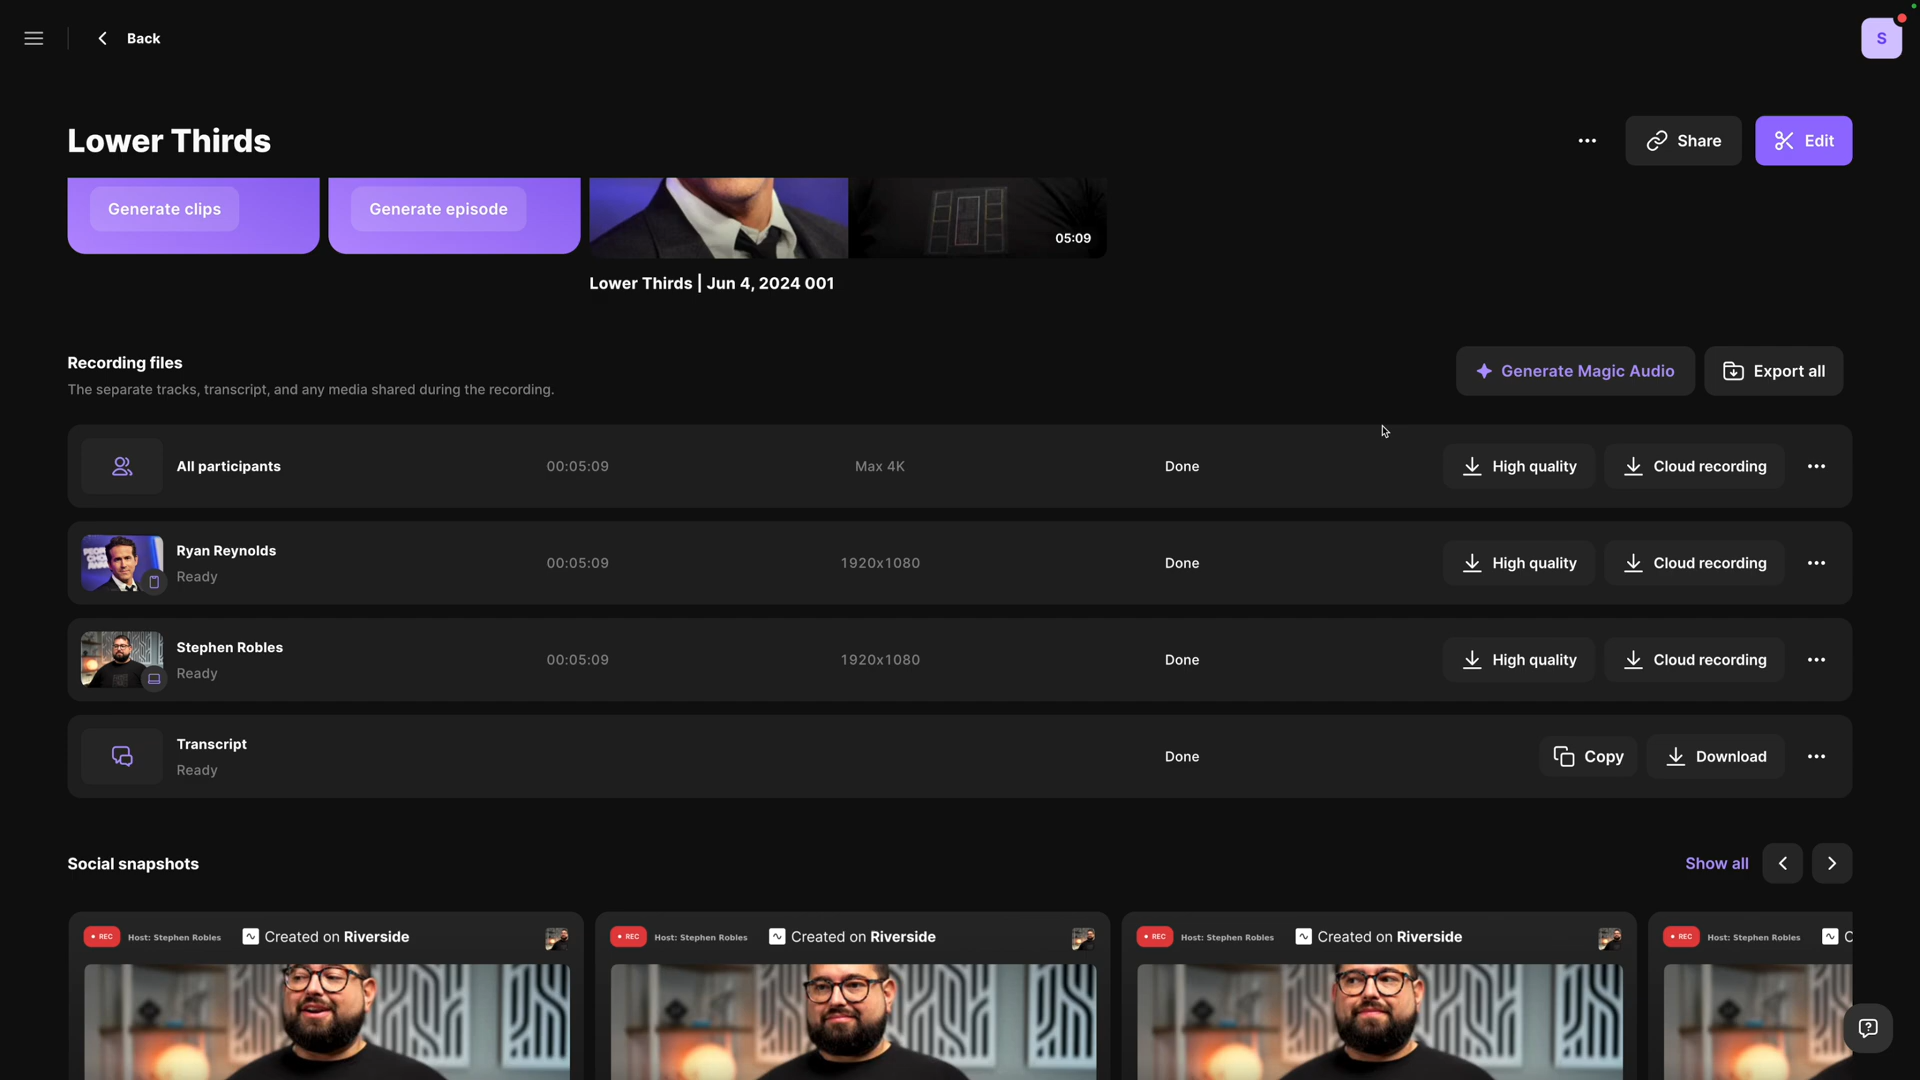 Back
S
Lower Thirds
Share
Edit
Generate clips
Generate episode
05:09
Lower Thirds | Jun 4, 2024 001
Recording files
The separate tracks, transcript, and any media shared during the recording.
Generate Magic Audio
Export all
All participants
00:05:09
Max 4K
Done
High quality
Cloud recording
Ryan Reynolds
Ready
00:05:09
1920x1080
Done
High quality
Cloud recording
Stephen Robles
Ready
00:05:09
1920x1080
Done
High quality
Cloud recording
Transcript
Ready
Done
Copy
Download
Social snapshots
Show all
REC Host: Stephen Robles Created on Riverside
REC Host: Stephen Robles Created on Riverside
REC Host: Stephen Robles Created on Riverside
REC Host: Stephen Robles